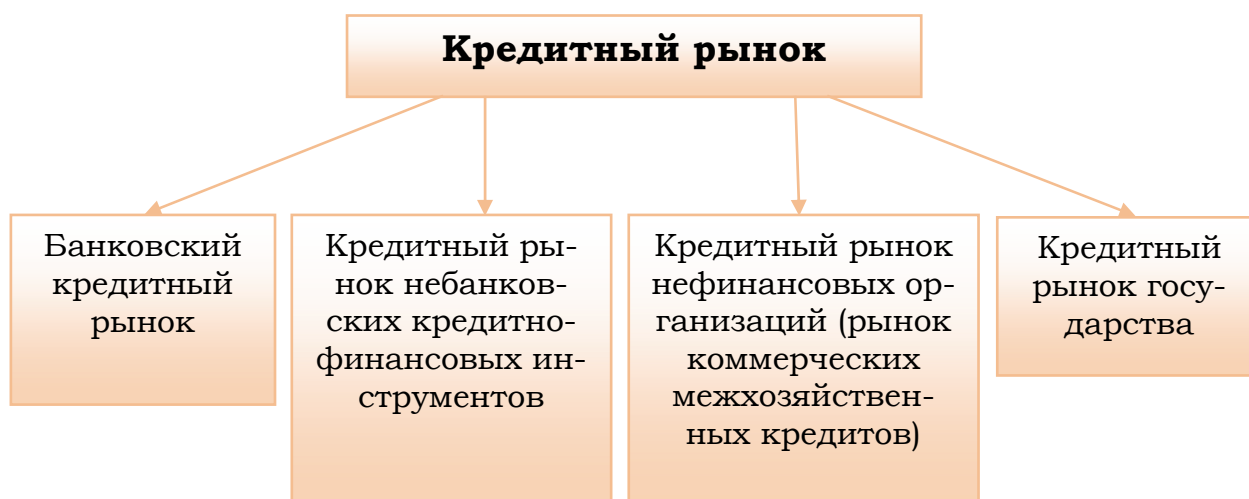 Кредитный рынок
Банковский
кредитный
рынок
Кредитный ры-
нок небанков-
ских кредитно-
финансовых ин-
струментов
Кредитный рынок
нефинансовых ор-
ганизаций (рынок
коммерческих
межхозяйствен-
ных кредитов)
Кредитный
рынок госу-
дарства